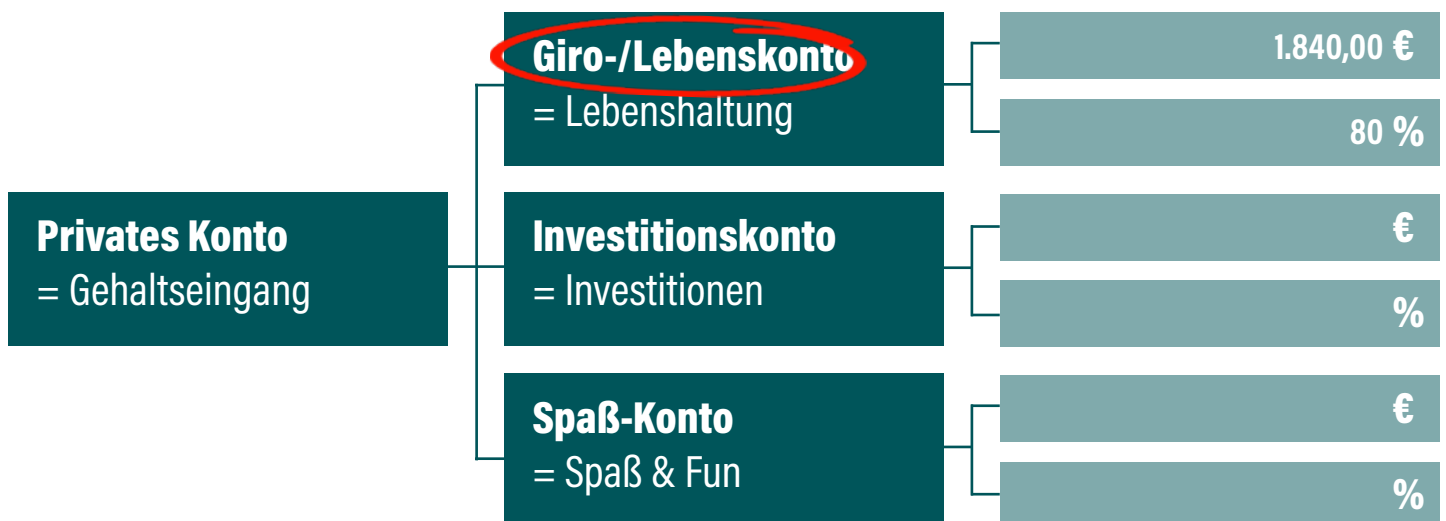 Giro-/Lebenskonto
= Lebenshaltung
1.840,00 €
80 %
Privates Konto
= Gehaltseingang
Investitionskonto
= Investitionen
€
%
Spaß-Konto
= Spaß & Fun
€
%